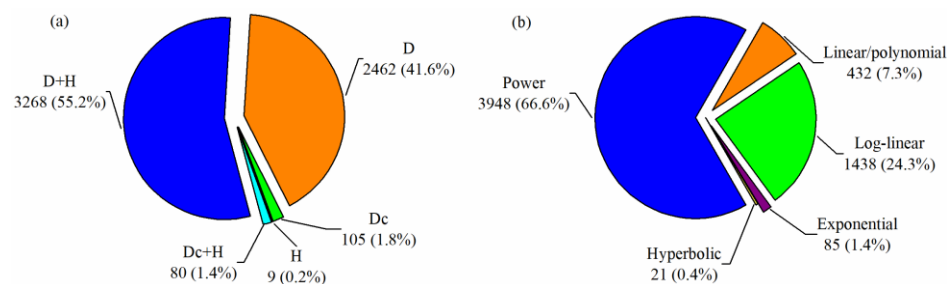 (a)
D
2462 (41.6%)
D+H
3268 (55.2%)
Dc
105 (1.8%)
Dc+H
80 (1.4%)
H
9 (0.2%)
(b)
Linear/polynomial
432 (7.3%)
Power
3948 (66.6%)
Log-linear
1438 (24.3%)
Exponential
85 (1.4%)
Hyperbolic
21 (0.4%)